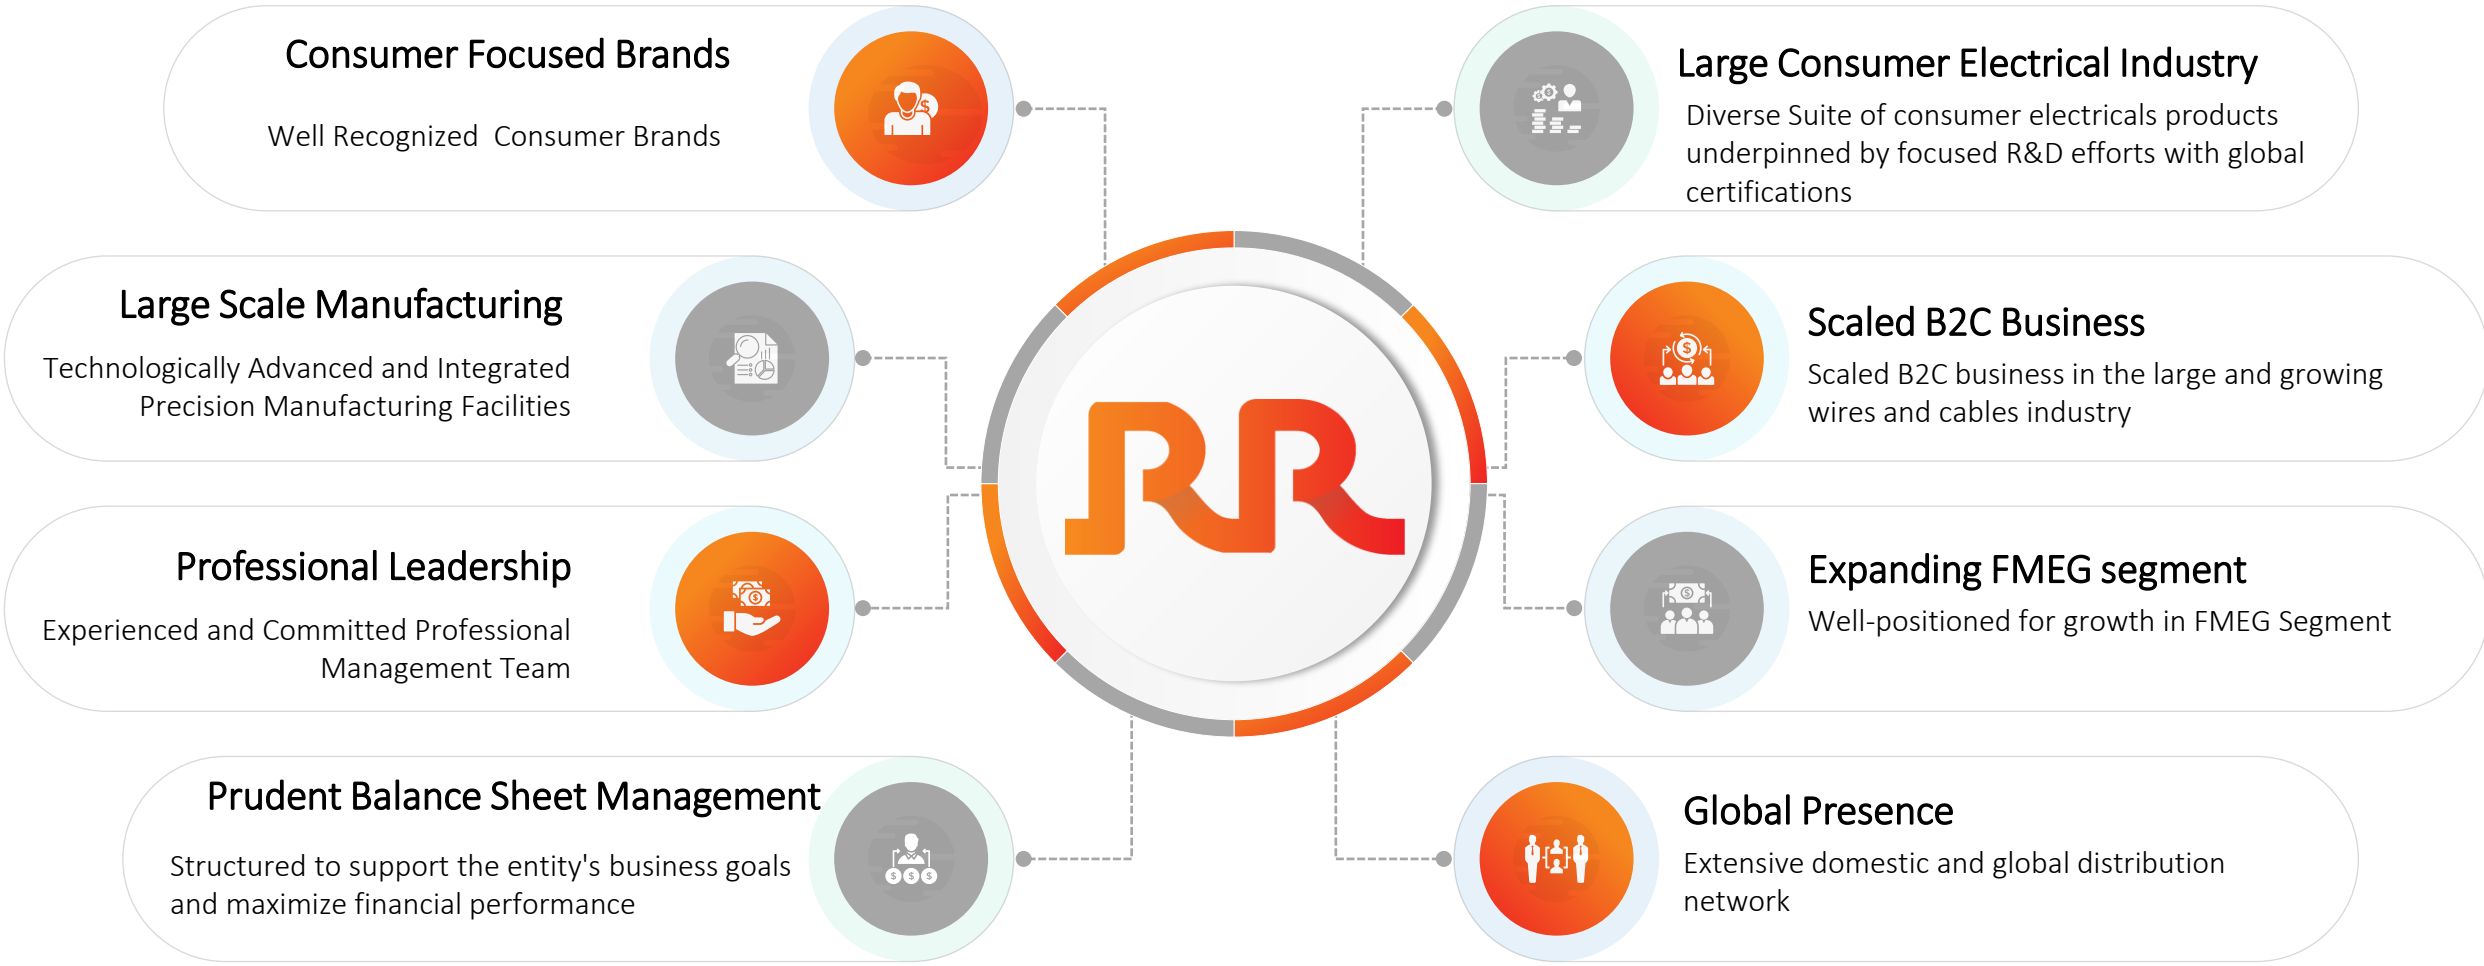 Consumer Focused Brands
Well Recognized  Consumer Brands
Large Scale Manufacturing
Technologically Advanced and Integrated
Precision Manufacturing Facilities
Professional Leadership
Experienced and Committed Professional
Management Team
Prudent Balance Sheet Management
Structured to support the entity's business goals
and maximize financial performance
RR
Large Consumer Electrical Industry
Diverse Suite of consumer electricals products
underpinned by focused R&D efforts with global
certifications
Scaled B2C Business
Scaled B2C business in the large and growing
wires and cables industry
Expanding FMEG segment
Well-positioned for growth in FMEG Segment
Global Presence
Extensive domestic and global distribution
network